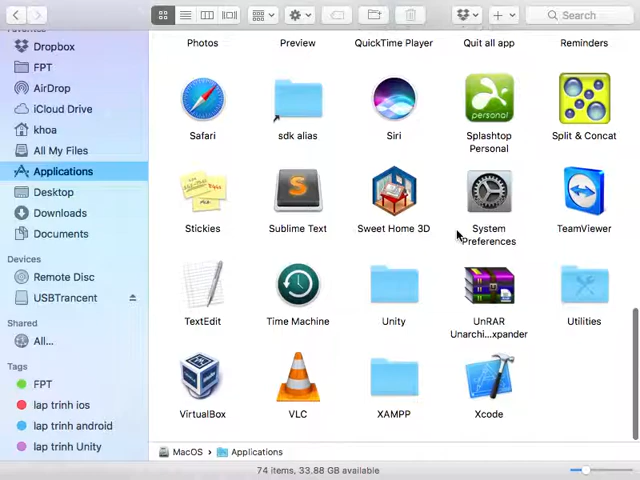 Search
Favorites
Dropbox
FPT
AirDrop
iCloud Drive
khoa
All My Files
Applications
Desktop
Downloads
Documents
Devices
Remote Disc
USBTrancent
Shared
All...
Tags
FPT
lap trinh ios
lap trinh android
lap trinh Unity
Photos
Preview
QuickTime Player
Quit all app
Reminders
Safari
sdk alias
Siri
personal
Splashtop
Personal
Split & Concat
Stickies
Sublime Text
Sweet Home 3D
System
Preferences
TeamViewer
TextEdit
Time Machine
Unity
UnRAR
Unarchi...xpander
Utilities
VirtualBox
VLC
XAMPP
Xcode
MacOS
Applications
74 items, 33.88 GB available